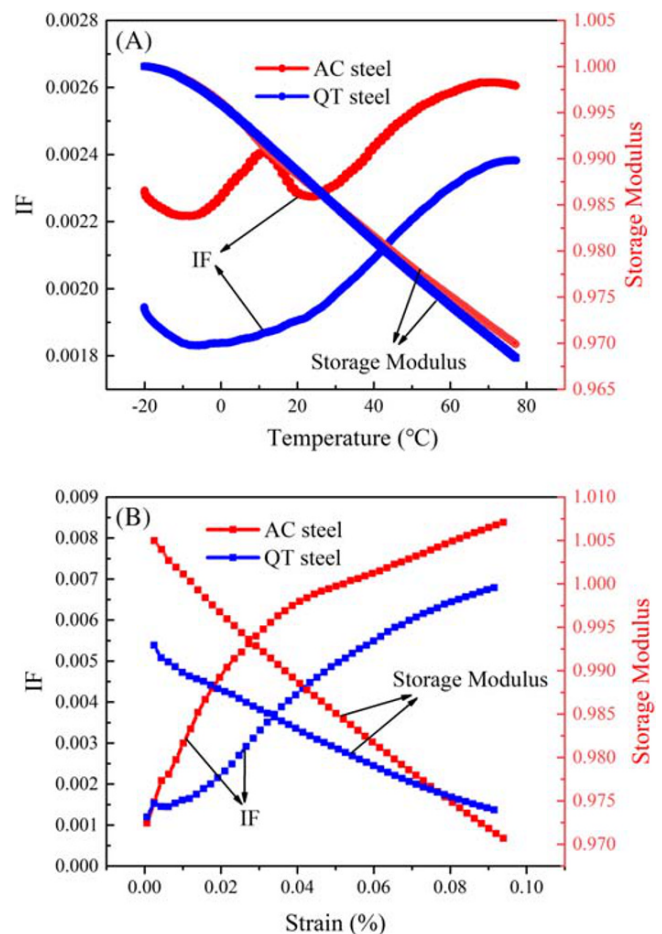 (A)
AC steel
QT steel
IF
Storage Modulus
0.0028
0.0026
0.0024
0.0022
0.0020
0.0018
IF
1.005
1.000
0.995
0.990
0.985
0.980
0.975
0.970
0.965
Storage Modulus
-20 0 20 40 60 80
Temperature (℃)
(B)
AC steel
QT steel
Storage Modulus
IF
0.009
0.008
0.007
0.006
0.005
0.004
0.003
0.002
0.001
0.000
IF
1.010
1.005
1.000
0.995
0.990
0.985
0.980
0.975
0.970
Storage Modulus
0.00 0.02 0.04 0.06 0.08 0.10
Strain (%)